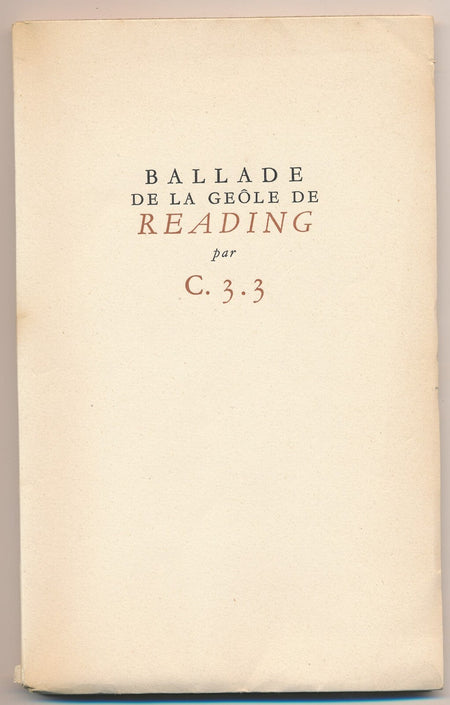 BALLADE
DE LA GEÔLE DE
READING
par
C. 3.3